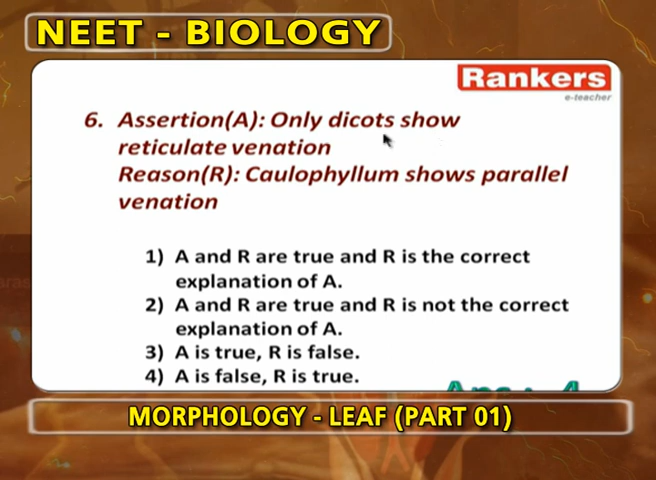 NEET - BIOLOGY
Rankers
e-teacher
6. Assertion(A): Only dicots show
reticulate venation
Reason(R): Caulophyllum shows parallel
venation
1) A and R are true and R is the correct
explanation of A.
2) A and R are true and R is not the correct
explanation of A.
3) A is true, R is false.
4) A is false, R is true.
MORPHOLOGY - LEAF (PART 01)